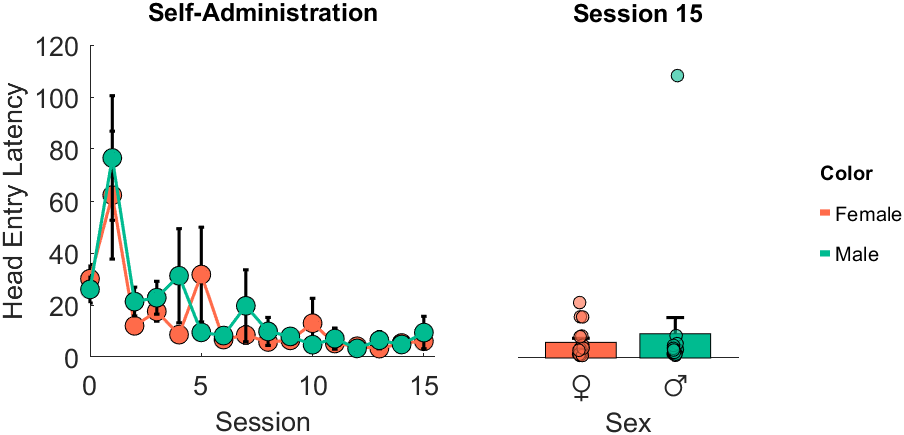 Self-Administration
Session 15
Head Entry Latency
120
100
80
60
40
20
0
0 5 10 15
Session
♀ ♂
Sex
Color
Female
Male